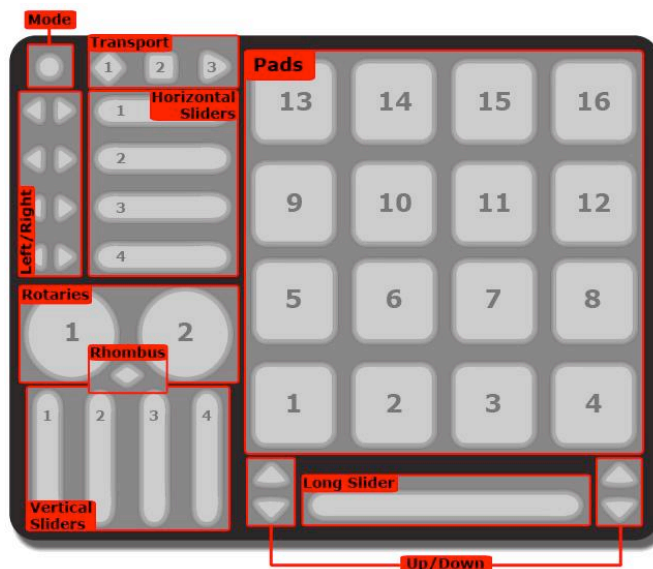 Mode
Transport
1 2 3
Pads
13 14 15 16
Horizontal
Sliders
1
2
3
4
Left/Right
9 10 11 12
5 6 7 8
1 2 3 4
Rotaries
1 2
Rhombus
1 2 3 4
Vertical
Sliders
Long Slider
Up/Down